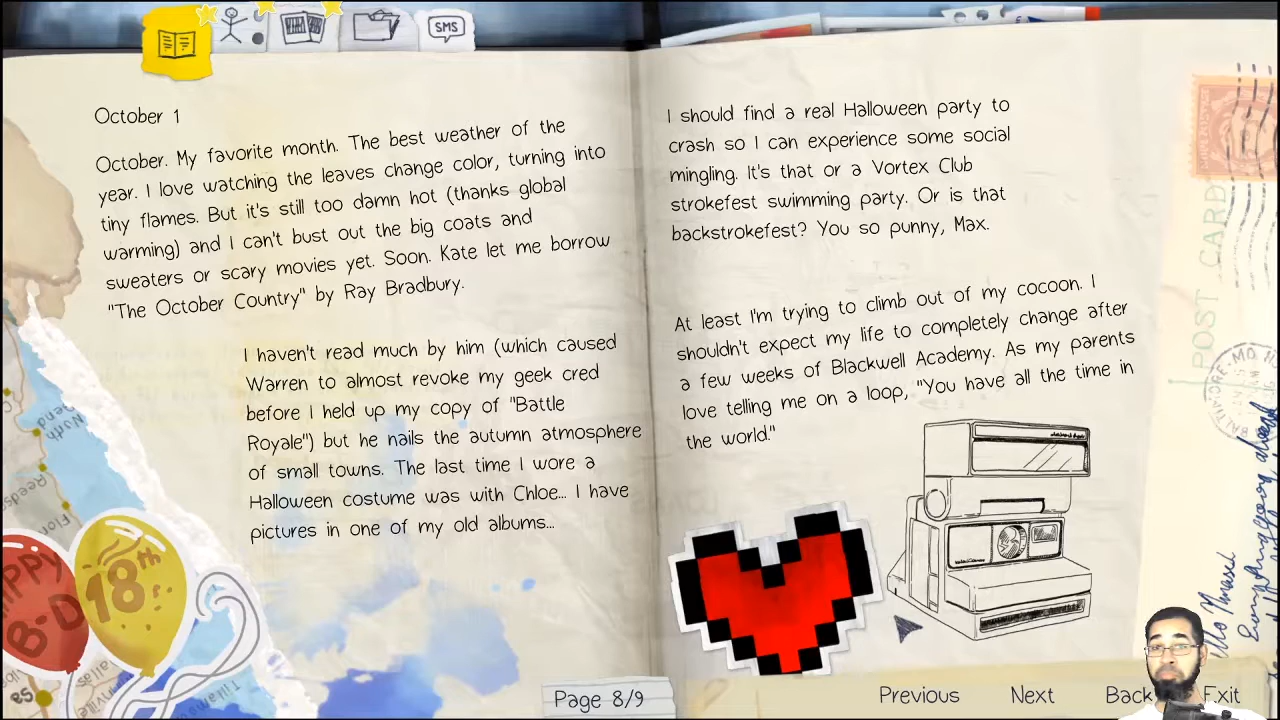 SMS
October 1
October. My favorite month. The best weather of the
year. I love watching the leaves change color, turning into
tiny flames. But it's still too damn hot (thanks global
warming) and I can't bust out the big coats and
sweaters or scary movies yet. Soon. Kate let me borrow
"The October Country" by Ray Bradbury.
I haven't read much by him (which caused
Warren to almost revoke my geek cred
before I held up my copy of "Battle
Royale") but he nails the autumn atmosphere
of small towns. The last time I wore a
Halloween costume was with Chloe... I have
pictures in one of my old albums...
I should find a real Halloween party to
crash so I can experience some social
mingling. It's that or a Vortex Club
strokefest swimming party. Or is that
backstrokefest? You so punny, Max.
At least I'm trying to climb out of my cocoon. I
shouldn't expect my life to completely change after
a few weeks of Blackwell Academy. As my parents
love telling me on a loop, "You have all the time in
the world."
18th
POST CARD
Page 8/9
Previous
Next
Back
Exit